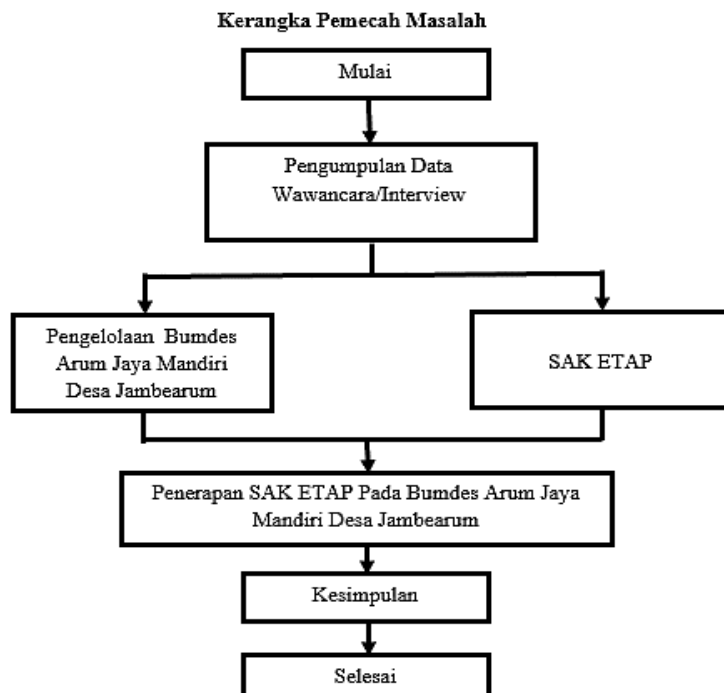 Kerangka Pemecah Masalah
Mulai
Pengumpulan Data
Wawancara/Interview
Pengelolaan Bumdes
Arum Jaya Mandiri
Desa Jambearum
SAK ETAP
Penerapan SAK ETAP Pada Bumdes Arum Jaya
Mandiri Desa Jambearum
Kesimpulan
Selesai